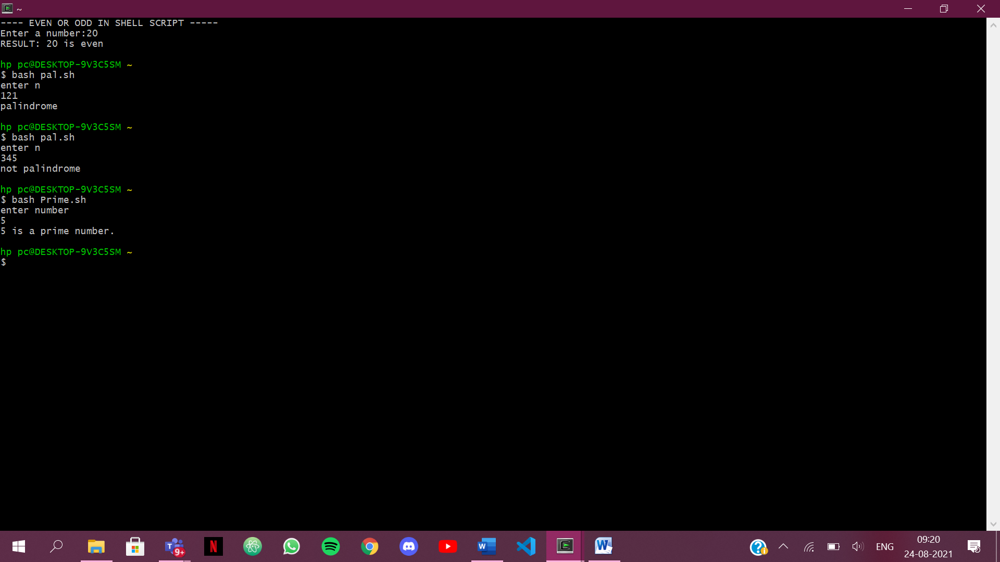 ~
---- EVEN OR ODD IN SHELL SCRIPT -----
Enter a number:20
RESULT: 20 is even
hp pc@DESKTOP-9V3C5SM ~
$ bash pal.sh
enter n
121
palindrome
hp pc@DESKTOP-9V3C5SM ~
$ bash pal.sh
enter n
345
not palindrome
hp pc@DESKTOP-9V3C5SM ~
$ bash Prime.sh
enter number
5
5 is a prime number.
hp pc@DESKTOP-9V3C5SM ~
$
T 9+ N W W ? ENG 09:20
24-08-2021